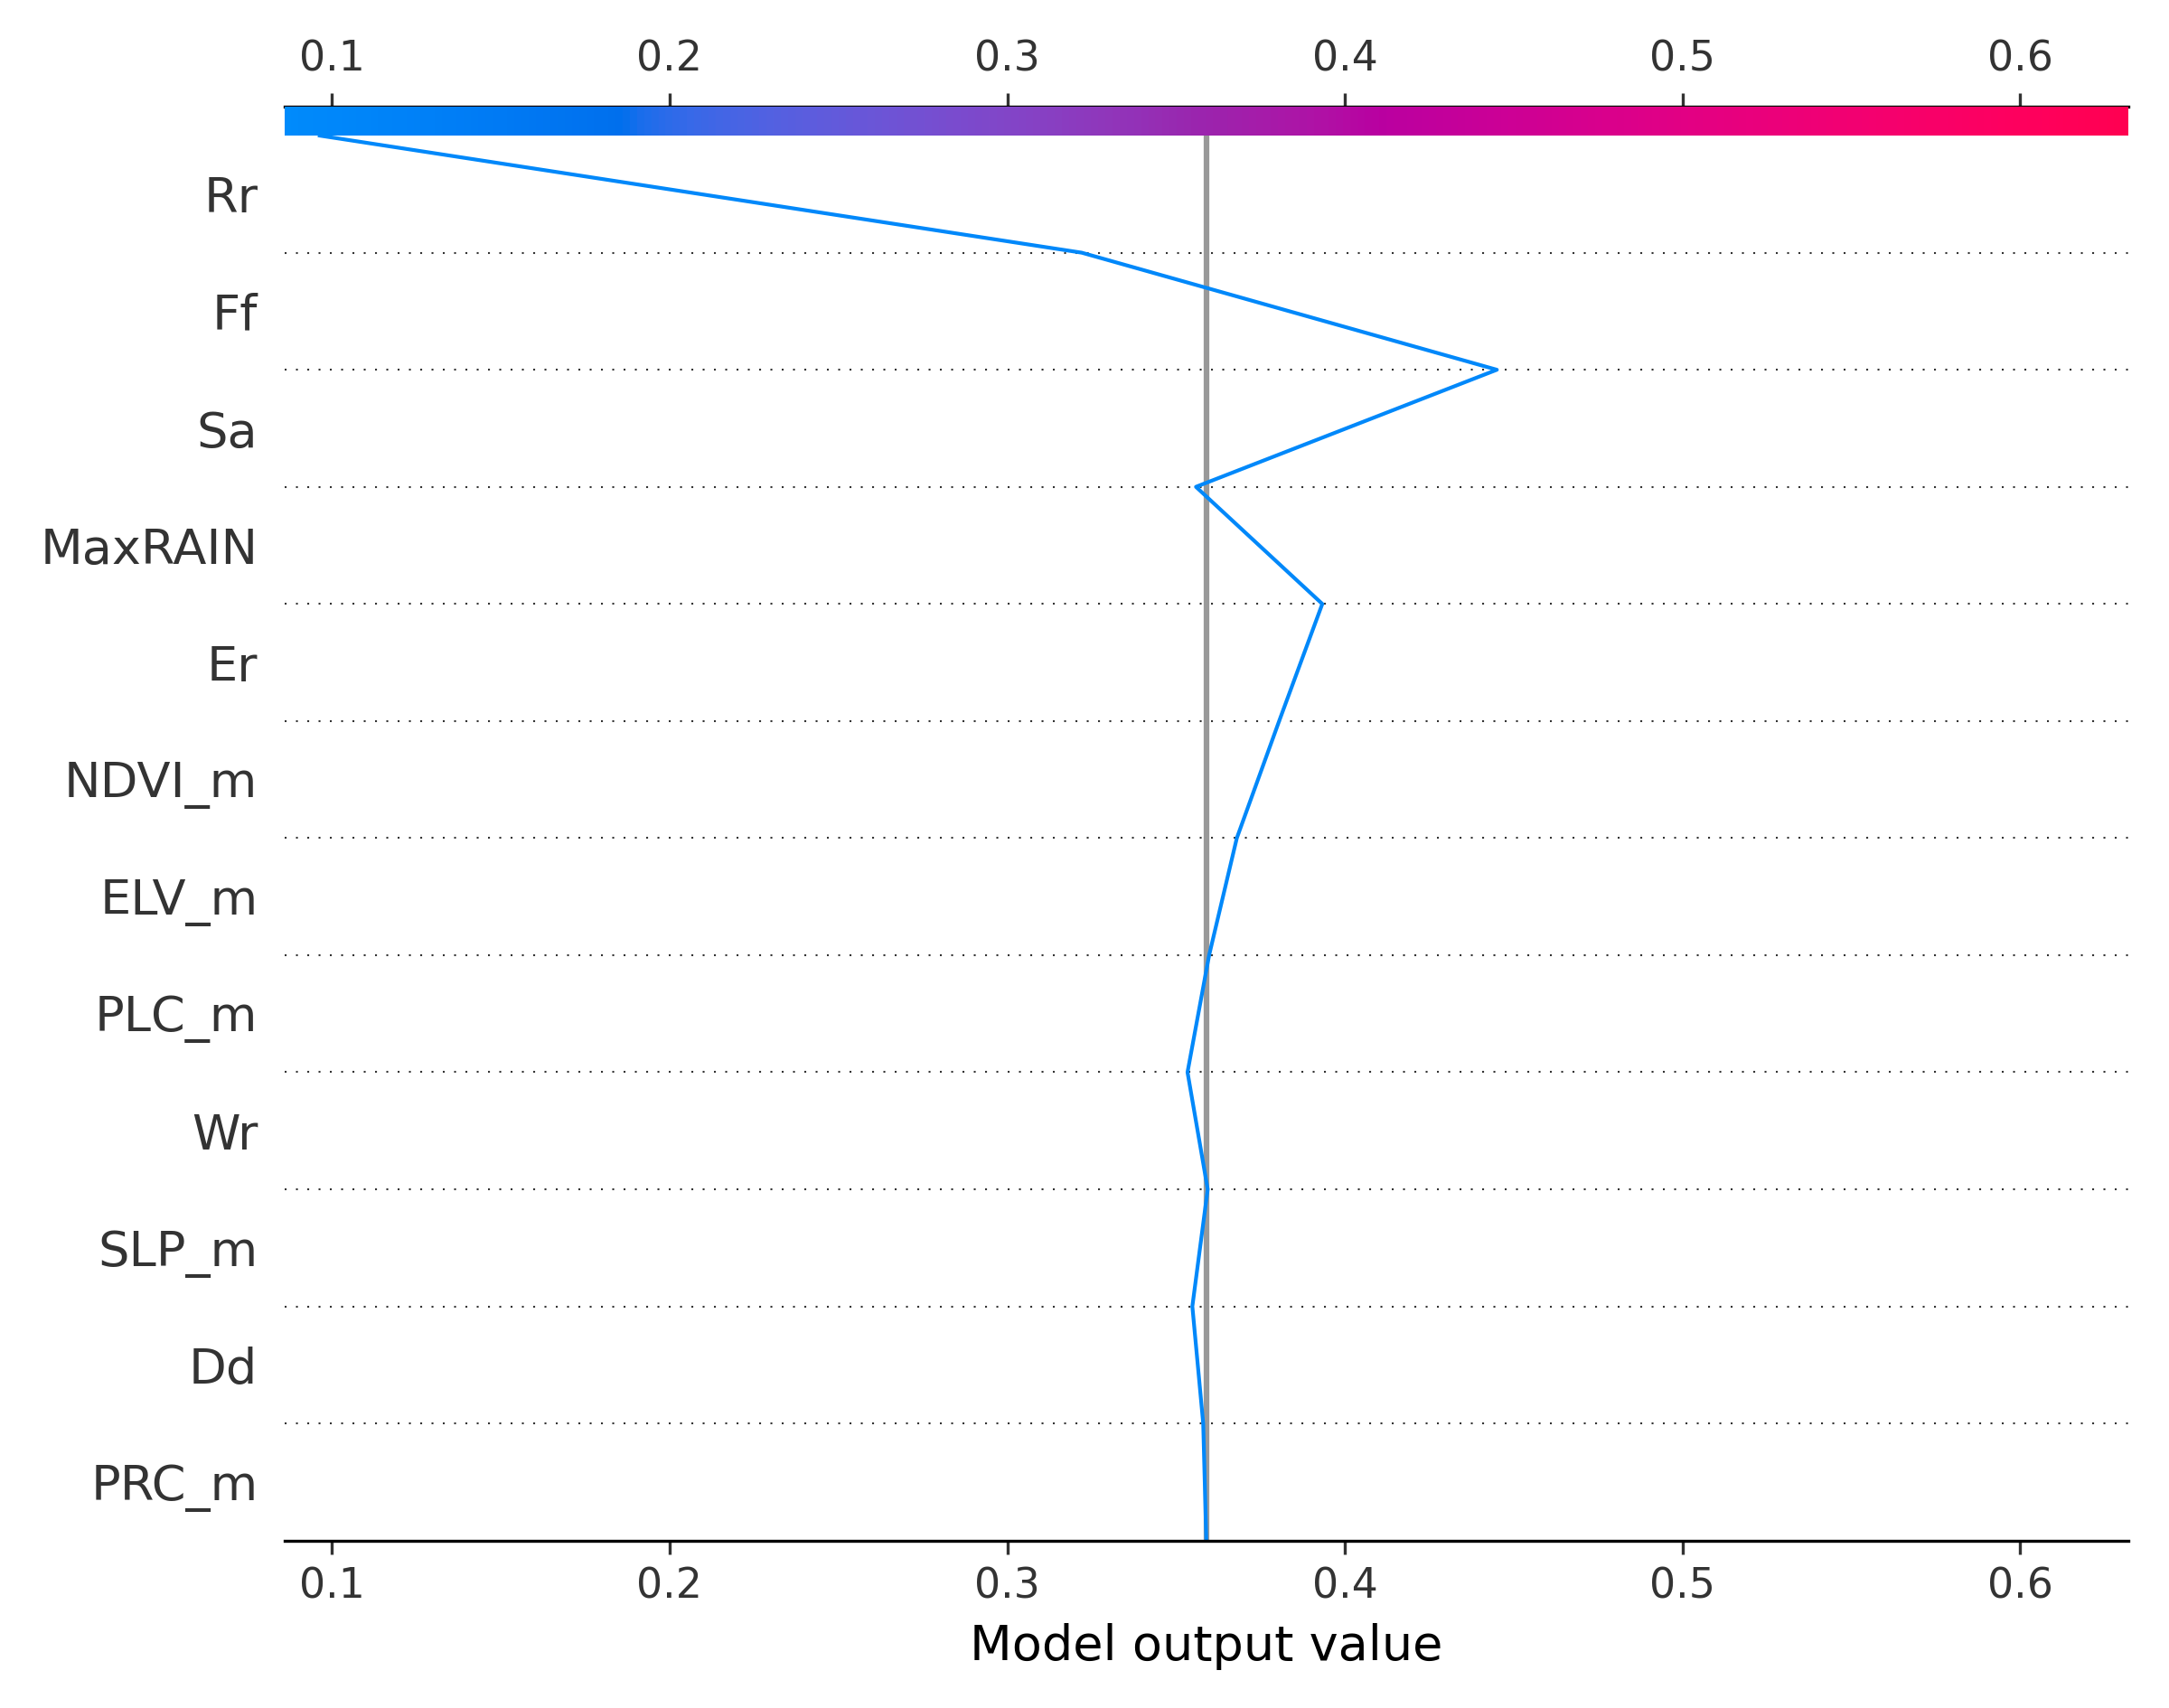 0.1 0.2 0.3 0.4 0.5 0.6
Rr
Ff
Sa
MaxRAIN
Er
NDVI_m
ELV_m
PLC_m
Wr
SLP_m
Dd
PRC_m
0.1 0.2 0.3 0.4 0.5 0.6
Model output value